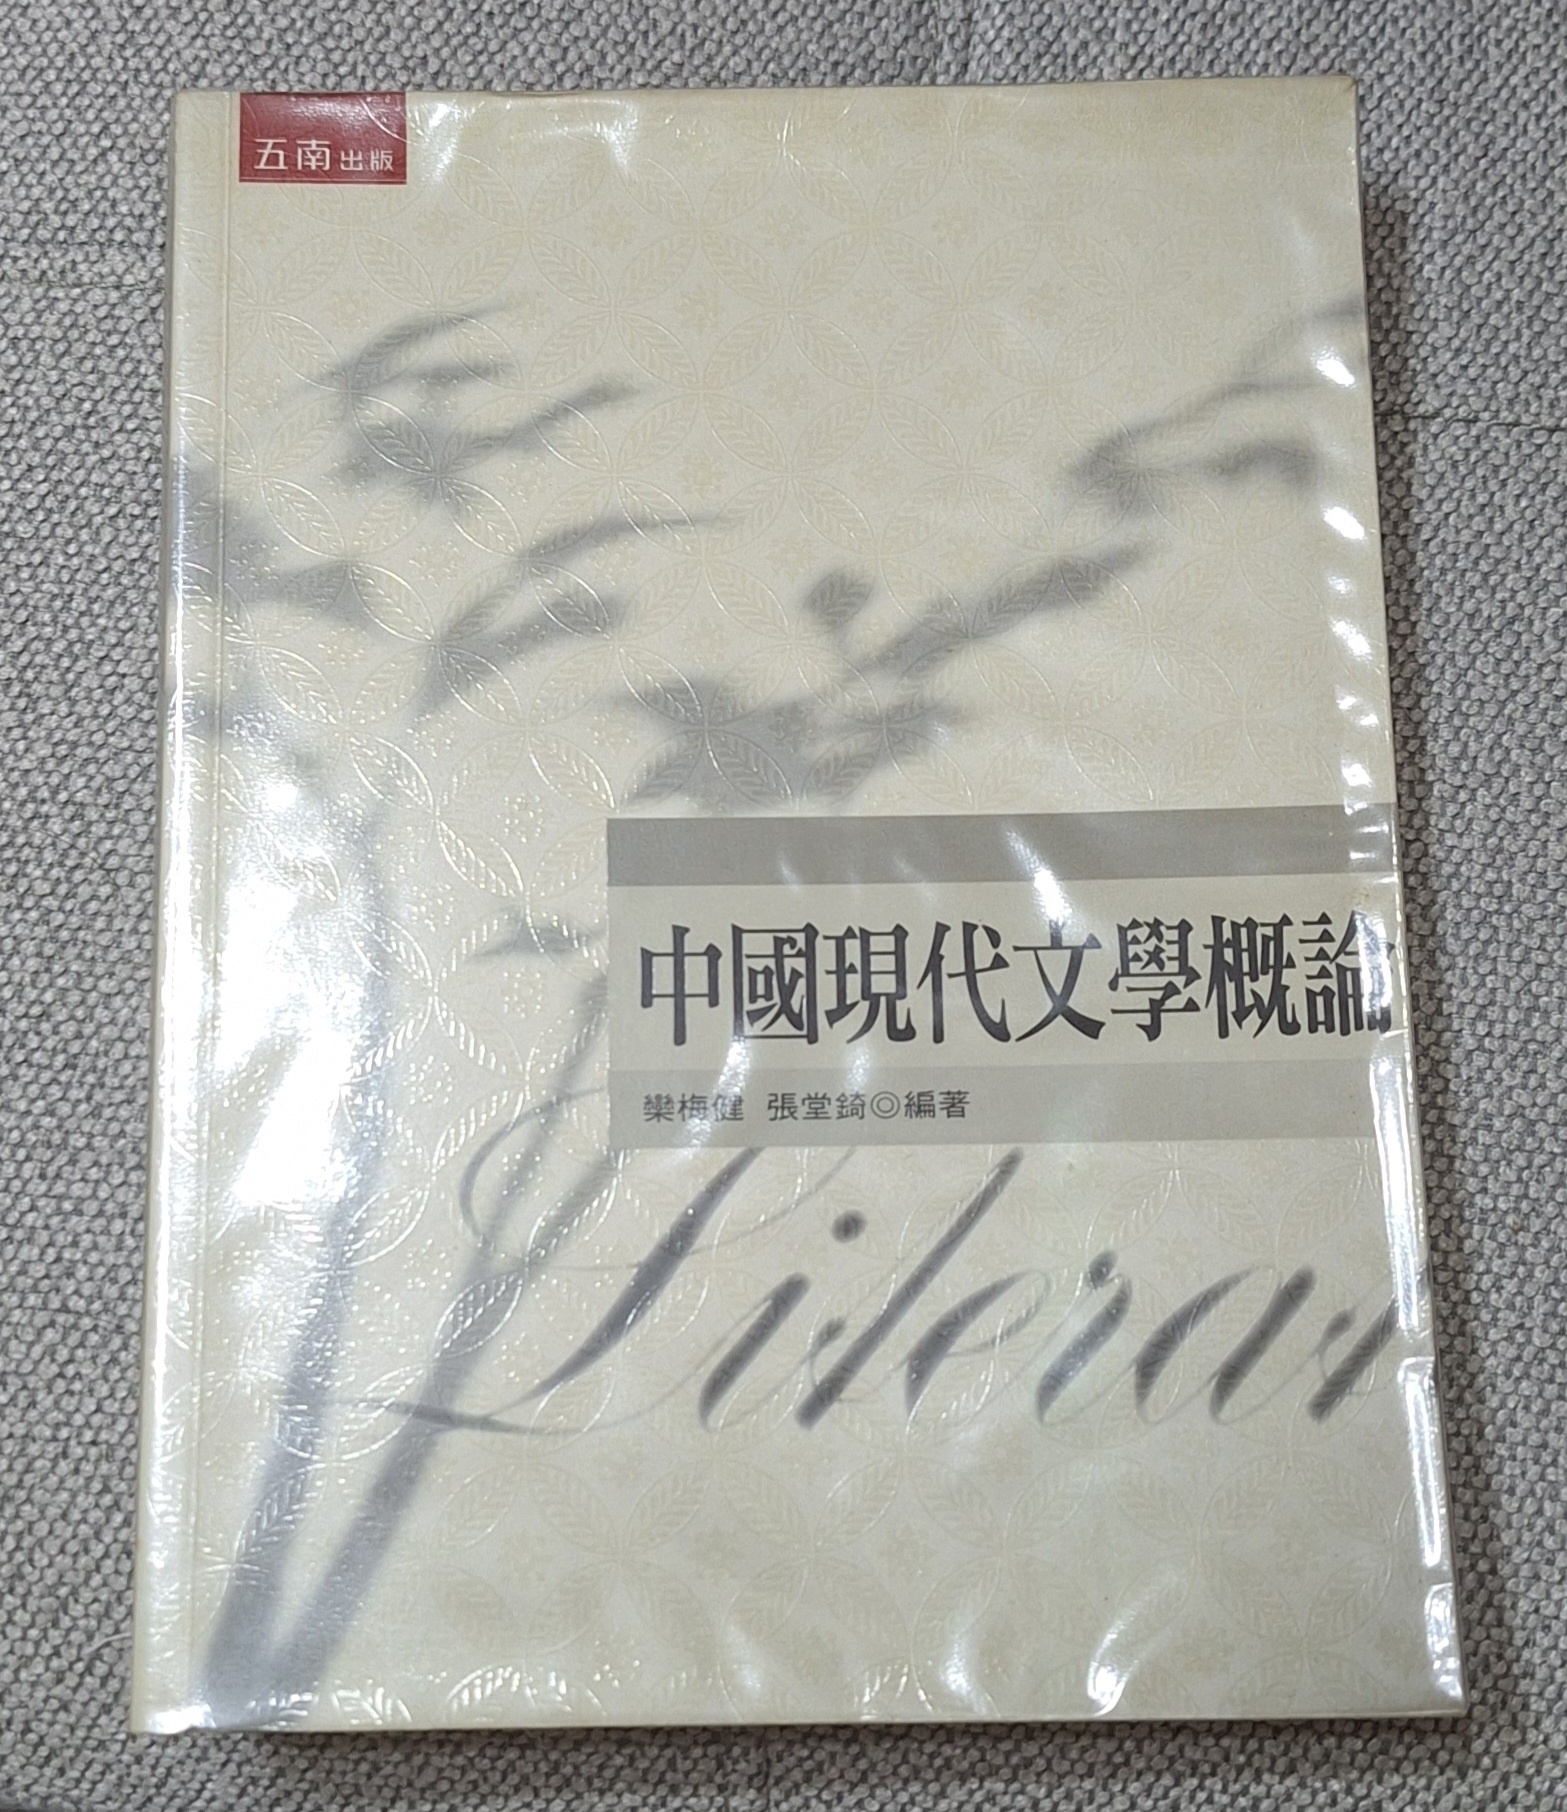 五南出版
中國現代文學概論
欒梅健 張堂錡◎編著
Literat